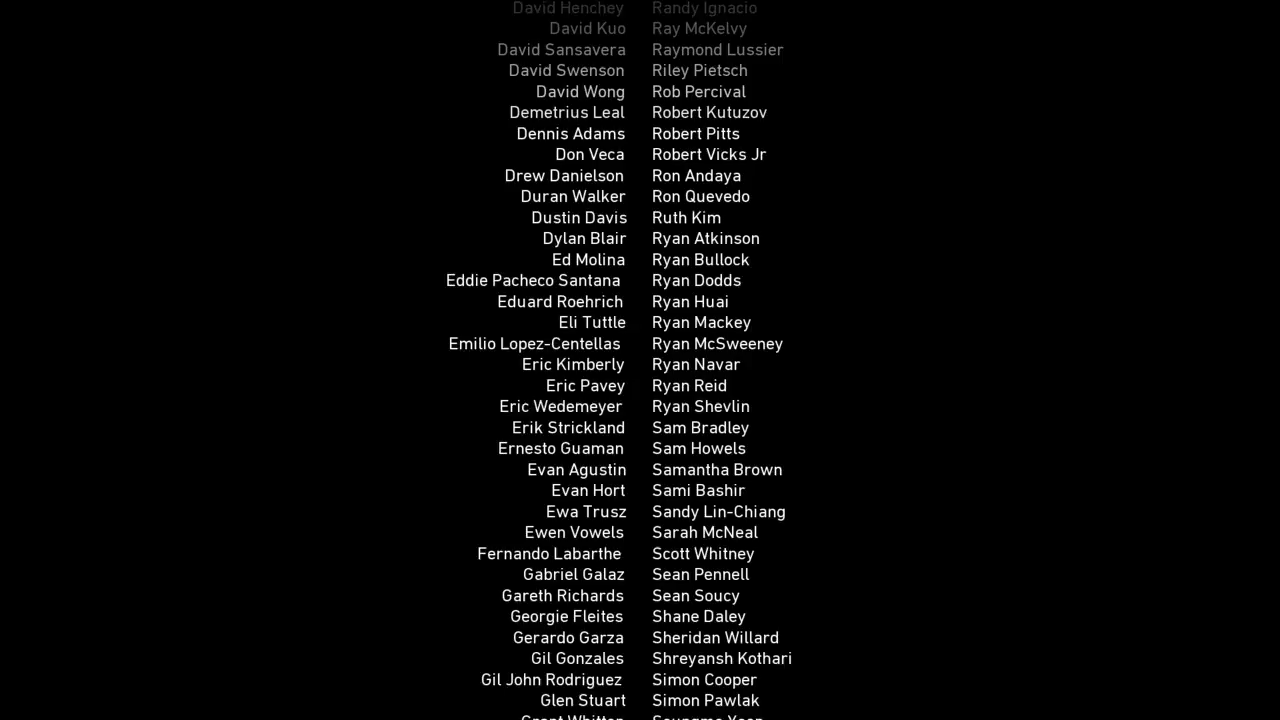 David Henchey Randy Ignacio
David Kuo Ray McKelvy
David Sansavera Raymond Lussier
David Swenson Riley Pietsch
David Wong Rob Percival
Demetrius Leal Robert Kutuzov
Dennis Adams Robert Pitts
Don Veca Robert Vicks Jr
Drew Danielson Ron Andaya
Duran Walker Ron Quevedo
Dustin Davis Ruth Kim
Dylan Blair Ryan Atkinson
Ed Molina Ryan Bullock
Eddie Pacheco Santana Ryan Dodds
Eduard Roehrich Ryan Huai
Eli Tuttle Ryan Mackey
Emilio Lopez-Centellas Ryan McSweeney
Eric Kimberly Ryan Navar
Eric Pavey Ryan Reid
Eric Wedemeyer Ryan Shevlin
Erik Strickland Sam Bradley
Ernesto Guaman Sam Howels
Evan Agustin Samantha Brown
Evan Hort Sami Bashir
Ewa Trusz Sandy Lin-Chiang
Ewen Vowels Sarah McNeal
Fernando Labarthe Scott Whitney
Gabriel Galaz Sean Pennell
Gareth Richards Sean Soucy
Georgie Fleites Shane Daley
Gerardo Garza Sheridan Willard
Gil Gonzales Shreyansh Kothari
Gil John Rodriguez Simon Cooper
Glen Stuart Simon Pawlak